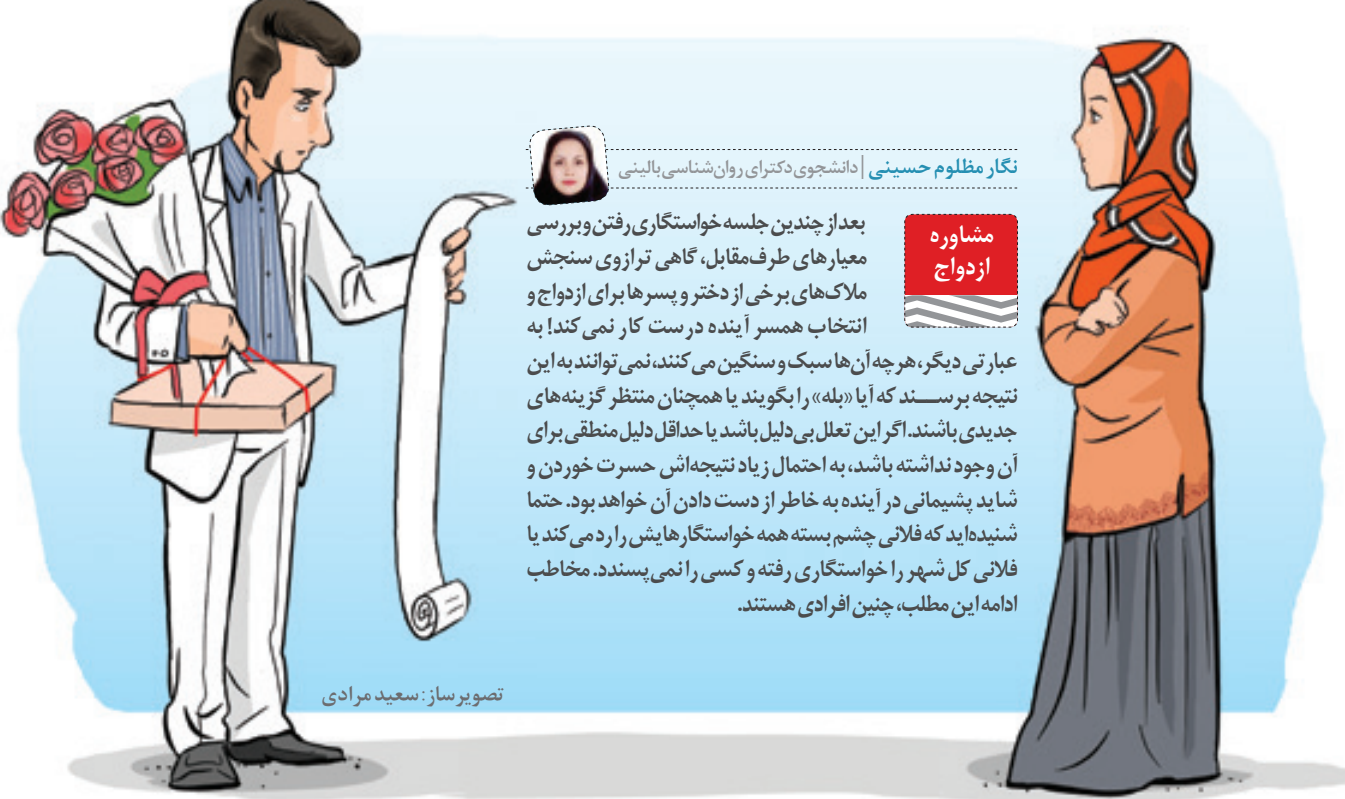 نگار مظلوم حسینی | دانشجوی دکترای روان‌شناسی بالینی
مشاوره
ازدواج
بعد از چندین جلسه خواستگاری رفتن و بررسی
معیارهای طرف‌مقابل، گاهی ترازوی سنجش
ملاک‌های برخی از دختر و پسرها برای ازدواج و
انتخاب همسر آینده درست کار نمی‌کند! به
عبارتی دیگر، هر چه آن‌ها سبک و سنگین می‌کنند، نمی‌توانند به این
نتیجه برســـند که آیا «بله» را بگویند یا همچنان منتظر گزینه‌های
جدیدی باشند. اگر این تعلل بی‌دلیل باشد یا حداقل دلیل منطقی برای
آن وجود نداشته باشد، به احتمال زیاد نتیجه‌اش حسرت خوردن و
شاید پشیمانی در آینده به خاطر از دست دادن آن خواهد بود. حتما
شنیده‌اید که فلانی چشم بسته همه خواستگارهایش را رد می‌کند یا
فلانی کل شهر را خواستگاری رفته و کسی را نمی‌پسندد. مخاطب
ادامه این مطلب، چنین افرادی هستند.
تصویرساز: سعید مرادی